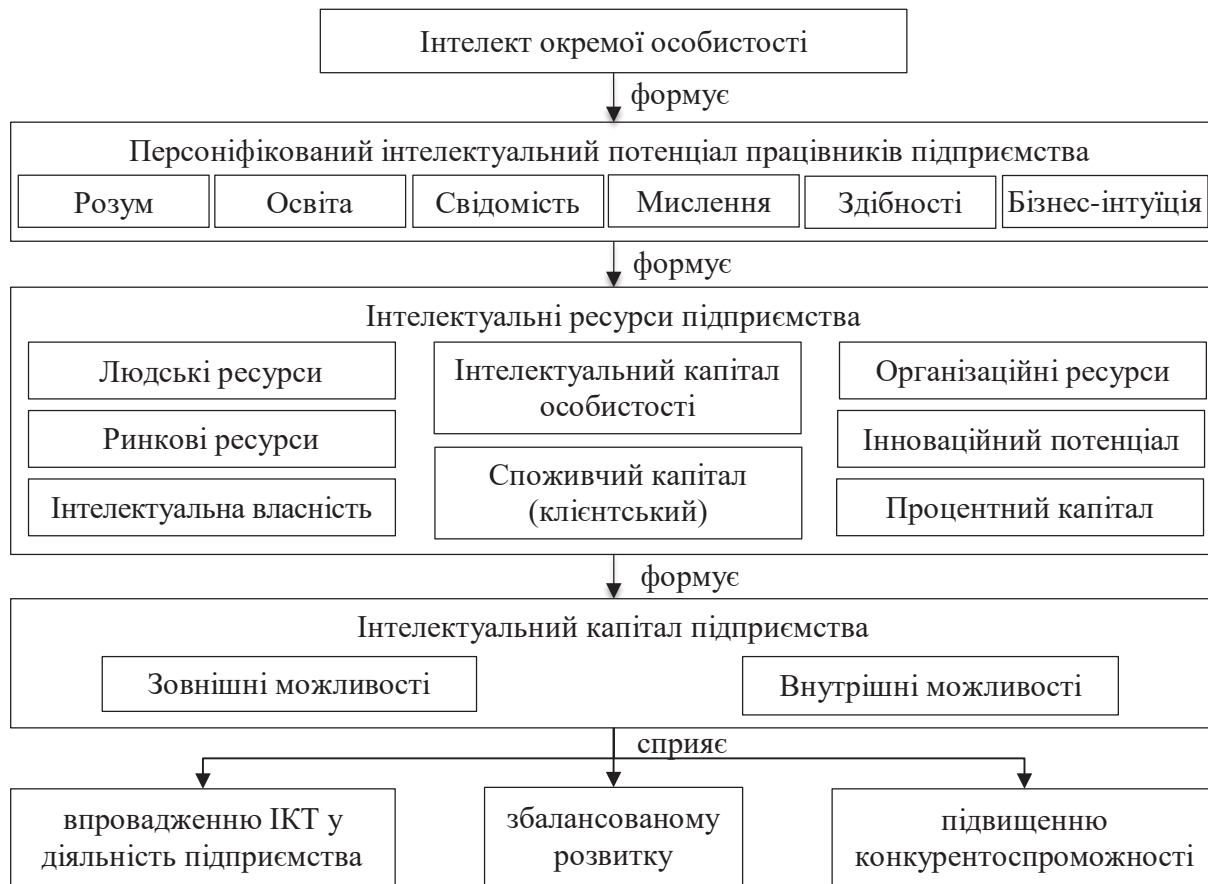 Інтелект окремої особистості
формує
Персоніфікований інтелектуальний потенціал працівників підприємства
Розум
Освіта
Свідомість
Мислення
Здібності
Бізнес-інтуїція
формує
Інтелектуальні ресурси підприємства
Людські ресурси
Ринкові ресурси
Інтелектуальна власність
Інтелектуальний капітал
особистості
Споживчий капітал
(клієнтський)
Організаційні ресурси
Інноваційний потенціал
Процентний капітал
формує
Інтелектуальний капітал підприємства
Зовнішні можливості
Внутрішні можливості
сприяє
впровадженню ІКТ у
діяльність підприємства
збалансованому
розвитку
підвищенню
конкурентоспроможності